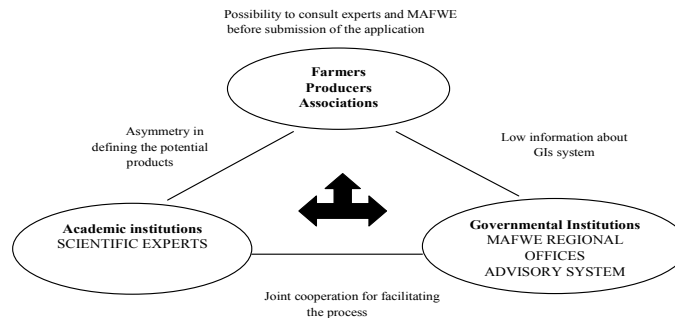 Possibility to consult experts and MAFWE
before submission of the application
Farmers
Producers
Associations
Asymmetry in
defining the potential
products
Low information about
GIs system
Academic institutions
SCIENTIFIC EXPERTS
Governmental Institutions
MAFWE REGIONAL
OFFICES
ADVISORY SYSTEM
Joint cooperation for facilitating
the process